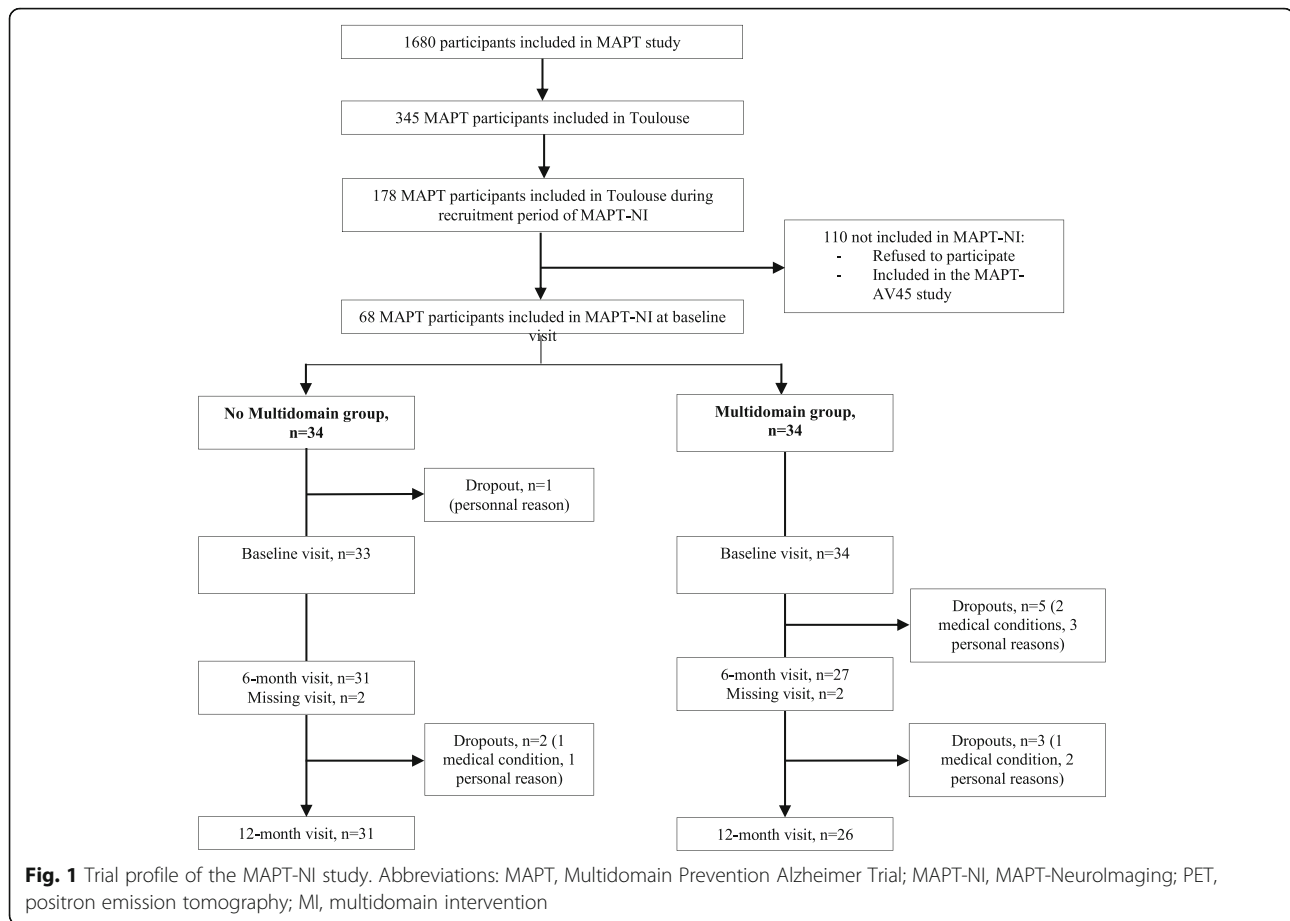 1680 participants included in MAPT study
345 MAPT participants included in Toulouse
178 MAPT participants included in Toulouse during
recruitment period of MAPT-NI
110 not included in MAPT-NI:
- Refused to participate
- Included in the MAPT-
AV45 study
68 MAPT participants included in MAPT-NI at baseline
visit
No Multidomain group,
n=34
Multidomain group,
n=34
Dropout, n=1
(personnal reason)
Baseline visit, n=33
Baseline visit, n=34
Dropouts, n=5 (2
medical conditions, 3
personal reasons)
6-month visit, n=31
Missing visit, n=2
6-month visit, n=27
Missing visit, n=2
Dropouts, n=2 (1
medical condition, 1
personal reason)
Dropouts, n=3 (1
medical condition, 2
personal reasons)
12-month visit, n=31
12-month visit, n=26
Fig. 1 Trial profile of the MAPT-NI study. Abbreviations: MAPT, Multidomain Prevention Alzheimer Trial; MAPT-NI, MAPT-NeuroImaging; PET,
positron emission tomography; MI, multidomain intervention